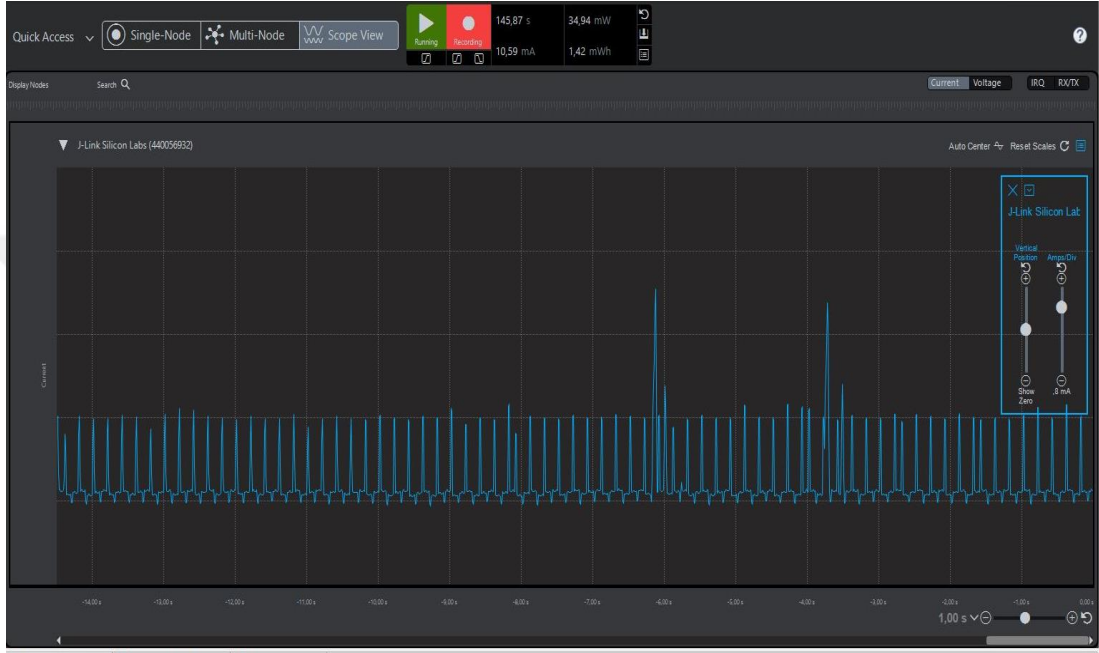 Quick Access Single-Node Multi-Node Scope View
Running Recording
145,87 s 34,94 mW
10,59 mA 1,42 mWh
?
Display Nodes Search Current Voltage IRQ RX/TX
J-Link Silicon Labs (440056932) Auto Center Reset Scales
J-Link Silicon Lab
Vertical
Position Amps/Div
Show
Zero
,8 mA
Current
-14,00 s -13,00 s -12,00 s -11,00 s -10,00 s -9,00 s -8,00 s -7,00 s -6,00 s -5,00 s -4,00 s -3,00 s -2,00 s -1,00 s 0,00 s
1,00 s